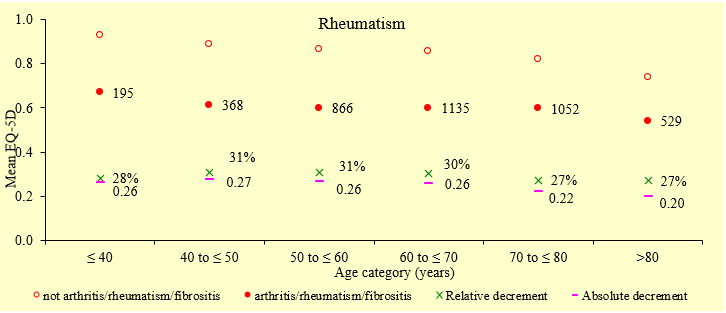 Rheumatism
1.0
0.8
0.6
0.4
0.2
0.0
Mean EQ-5D
195
368
866
1135
1052
529
28%
31%
31%
30%
27%
27%
0.26
0.27
0.26
0.26
0.22
0.20
≤ 40
40 to ≤ 50
50 to ≤ 60
60 to ≤ 70
70 to ≤ 80
>80
Age category (years)
not arthritis/rheumatism/fibrositis
arthritis/rheumatism/fibrositis
Relative decrement
Absolute decrement